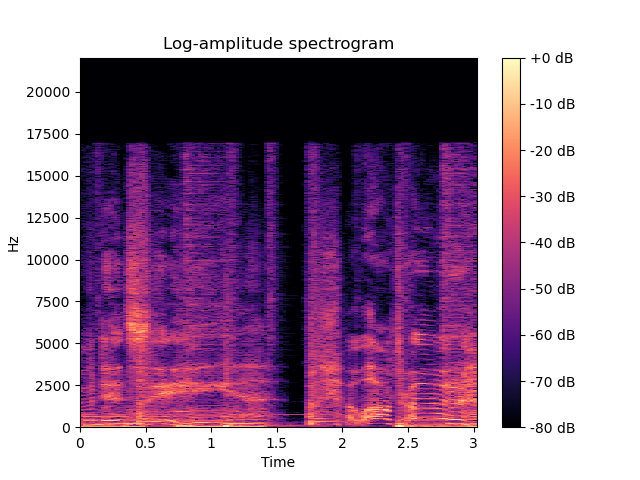 Log-amplitude spectrogram
+0 dB
20000
-10 dB
17500
-20 dB
15000
-30 dB
12500
Hz
-40 dB
10000
-50 dB
7500
-60 dB
5000
-70 dB
2500
0
-80 dB
0 0.5 1 1.5 2 2.5 3
Time